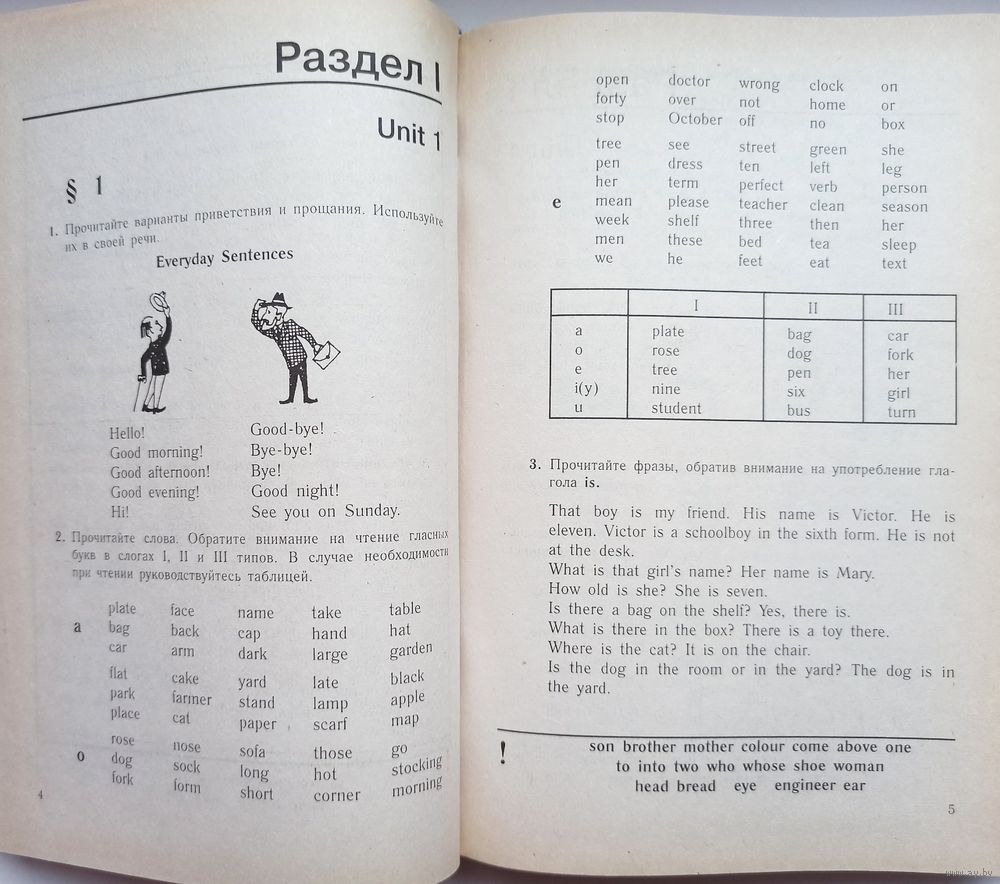 Раздел I
Unit 1
§ 1
1. Прочитайте варианты приветствия и прощания. Используйте
их в своей речи.
Everyday Sentences
Hello! Good-bye!
Good morning! Bye-bye!
Good afternoon! Bye!
Good evening! Good night!
Hi! See you on Sunday.
2. Прочитайте слова. Обратите внимание на чтение гласных
букв в слогах I, II и III типов. В случае необходимости
при чтении руководствуйтесь таблицей.
plate face name take table
a bag back cap hand hat
car arm dark large garden
flat cake yard late black
park farmer stand lamp apple
place cat paper scarf map
rose nose sofa those go
o dog sock long hot stocking
fork form short corner morning
4
open doctor wrong clock on
forty over not home or
stop October off no box
tree see street green she
pen dress ten left leg
her term perfect verb person
e mean please teacher clean season
week shelf three then her
men these bed tea sleep
we he feet eat text
I II III
a plate bag car
o rose dog fork
e tree pen her
i(y) nine six girl
u student bus turn
3. Прочитайте фразы, обратив внимание на употребление гла-
гола is.
That boy is my friend. His name is Victor. He is
eleven. Victor is a schoolboy in the sixth form. He is not
at the desk.
What is that girl's name? Her name is Mary.
How old is she? She is seven.
Is there a bag on the shelf? Yes, there is.
What is there in the box? There is a toy there.
Where is the cat? It is on the chair.
Is the dog in the room or in the yard? The dog is in
the yard.
! son brother mother colour come above one
to into two who whose shoe woman
head bread eye engineer ear
5
www.ay.by